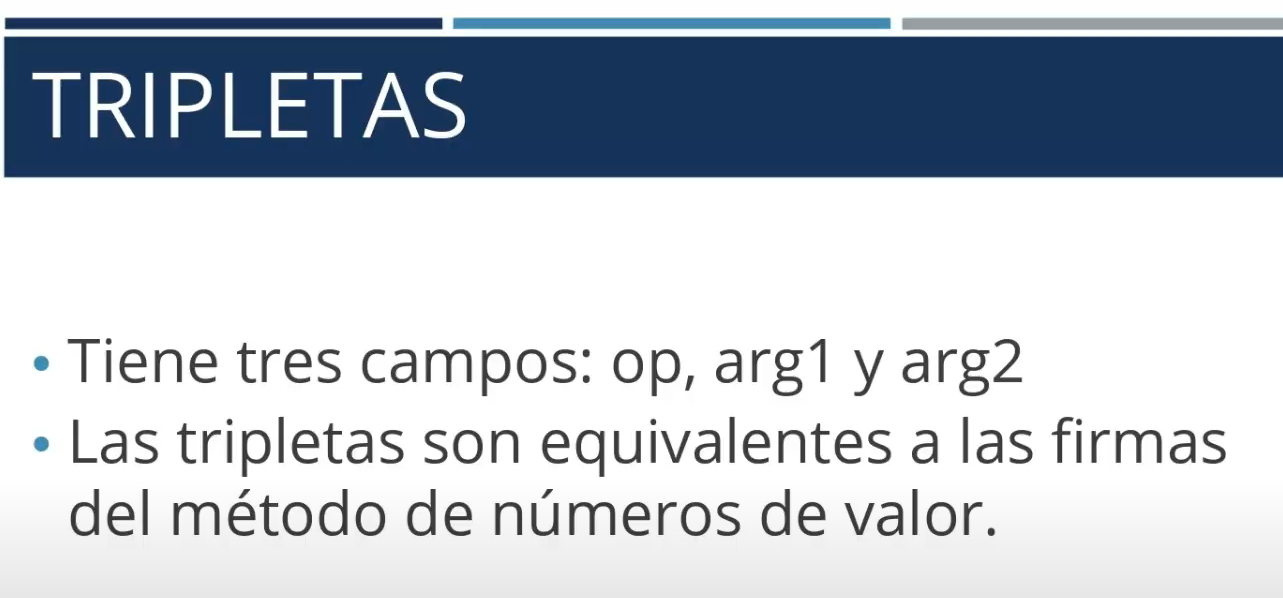 TRIPLETAS
• Tiene tres campos: op, arg1 y arg2
• Las tripletas son equivalentes a las firmas
del método de números de valor.